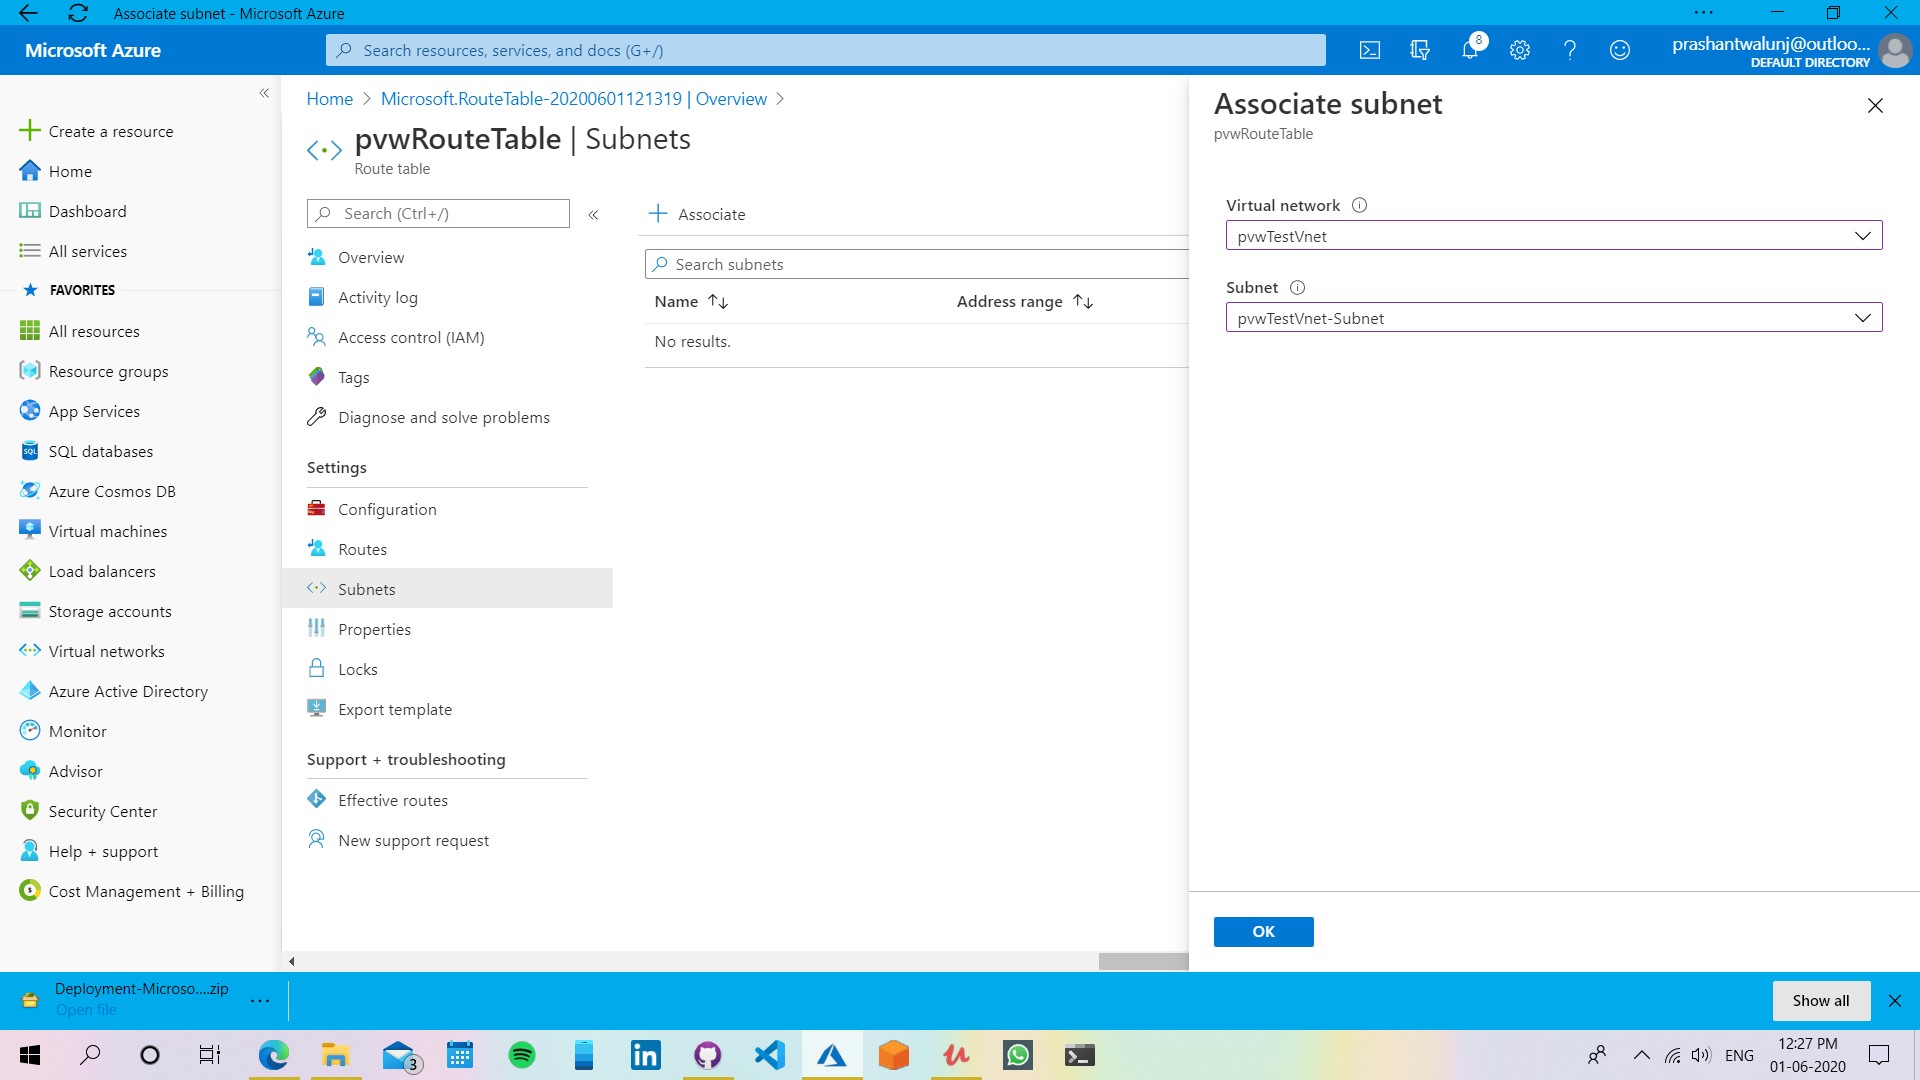 Associate subnet - Microsoft Azure
Microsoft Azure
Search resources, services, and docs (G+/)
8
prashantwalunj@outloo...
DEFAULT DIRECTORY
Create a resource
Home
Dashboard
All services
FAVORITES
All resources
Resource groups
App Services
SQL databases
Azure Cosmos DB
Virtual machines
Load balancers
Storage accounts
Virtual networks
Azure Active Directory
Monitor
Advisor
Security Center
Help + support
Cost Management + Billing
Home > Microsoft.RouteTable-20200601121319 | Overview >
pvwRouteTable | Subnets
Route table
Search (Ctrl+/)
Overview
Activity log
Access control (IAM)
Tags
Diagnose and solve problems
Settings
Configuration
Routes
Subnets
Properties
Locks
Export template
Support + troubleshooting
Effective routes
New support request
Associate
Search subnets
Name Address range
No results.
Associate subnet
pvwRouteTable
Virtual network
pvwTestVnet
Subnet
pvwTestVnet-Subnet
OK
Deployment-Microso....zip
Open file
Show all
3
ENG
12:27 PM
01-06-2020